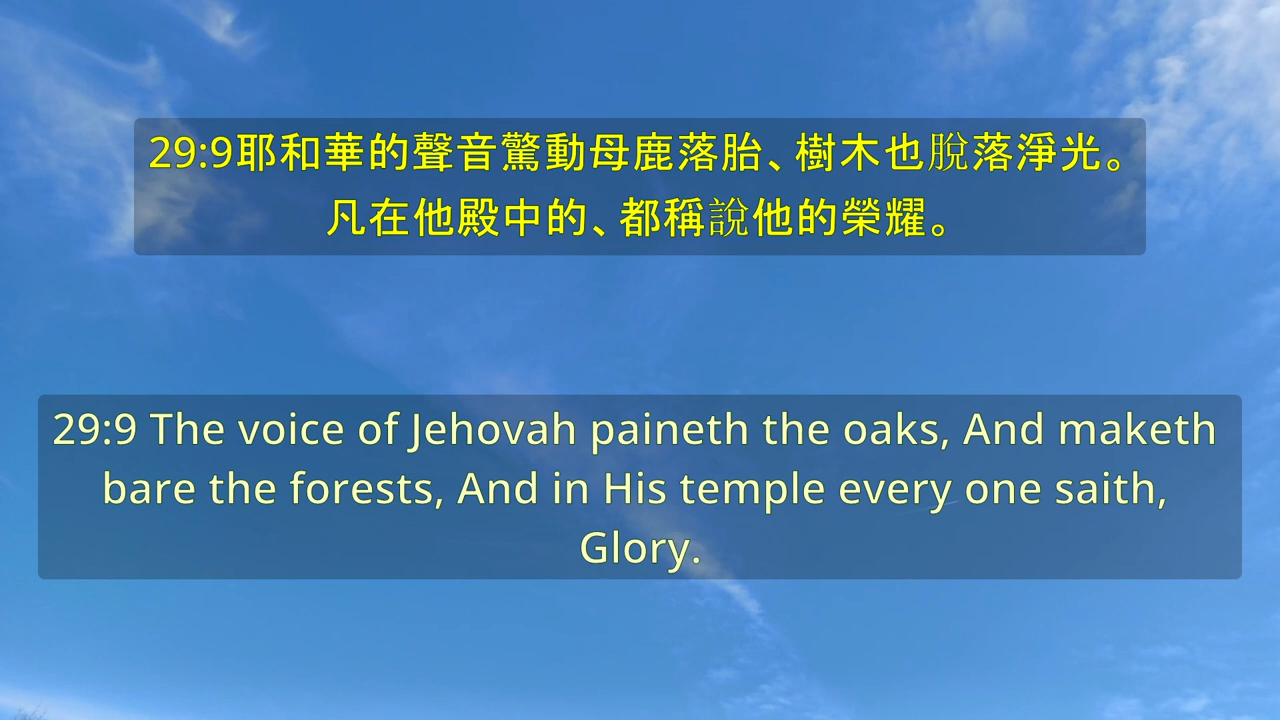 29:9耶和華的聲音驚動母鹿落胎、樹木也脫落淨光。
凡在他殿中的、都稱說他的榮耀。
29:9 The voice of Jehovah paineth the oaks, And maketh
bare the forests, And in His temple every one saith,
Glory.